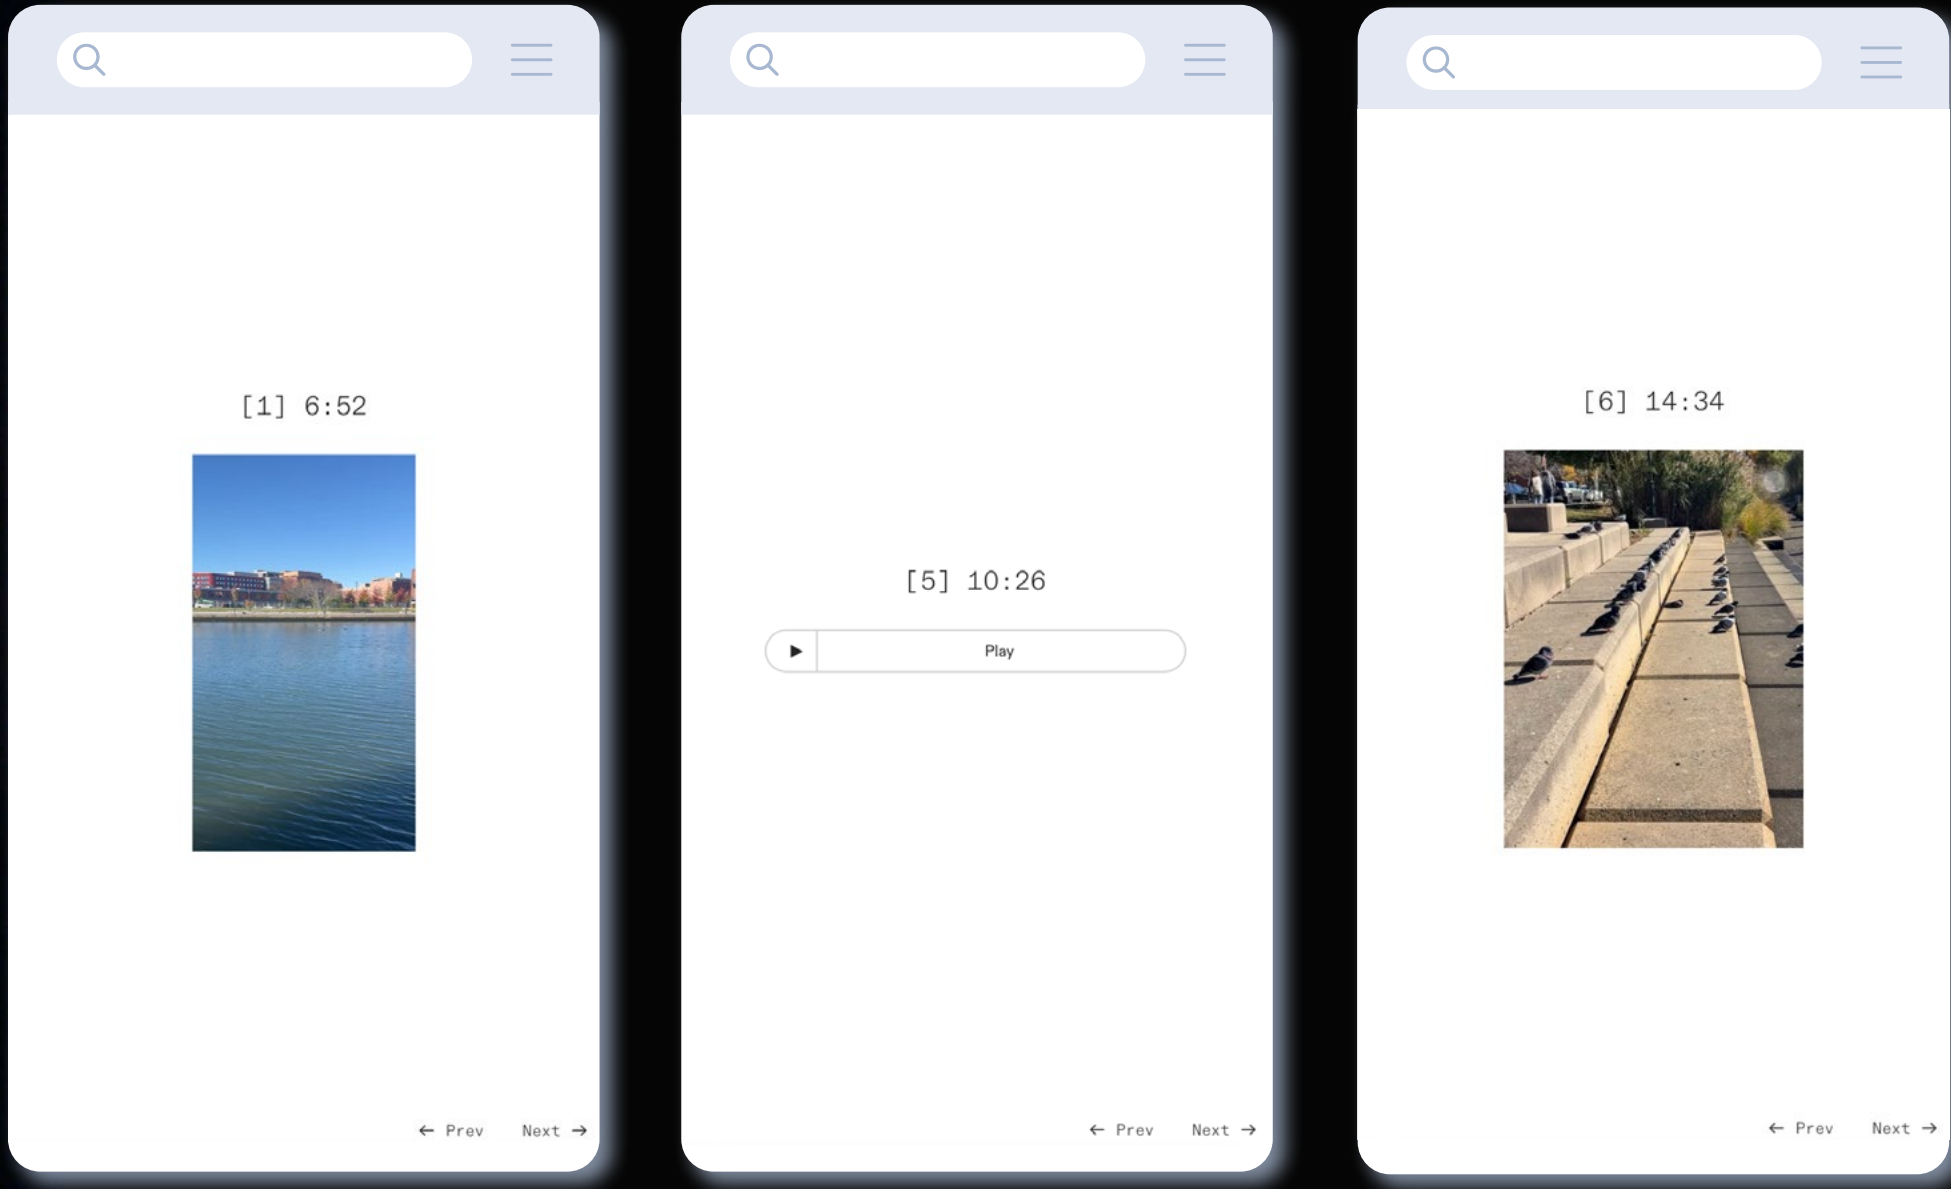 [1] 6:52
← Prev Next →
[5] 10:26
Play
← Prev Next →
[6] 14:34
← Prev Next →